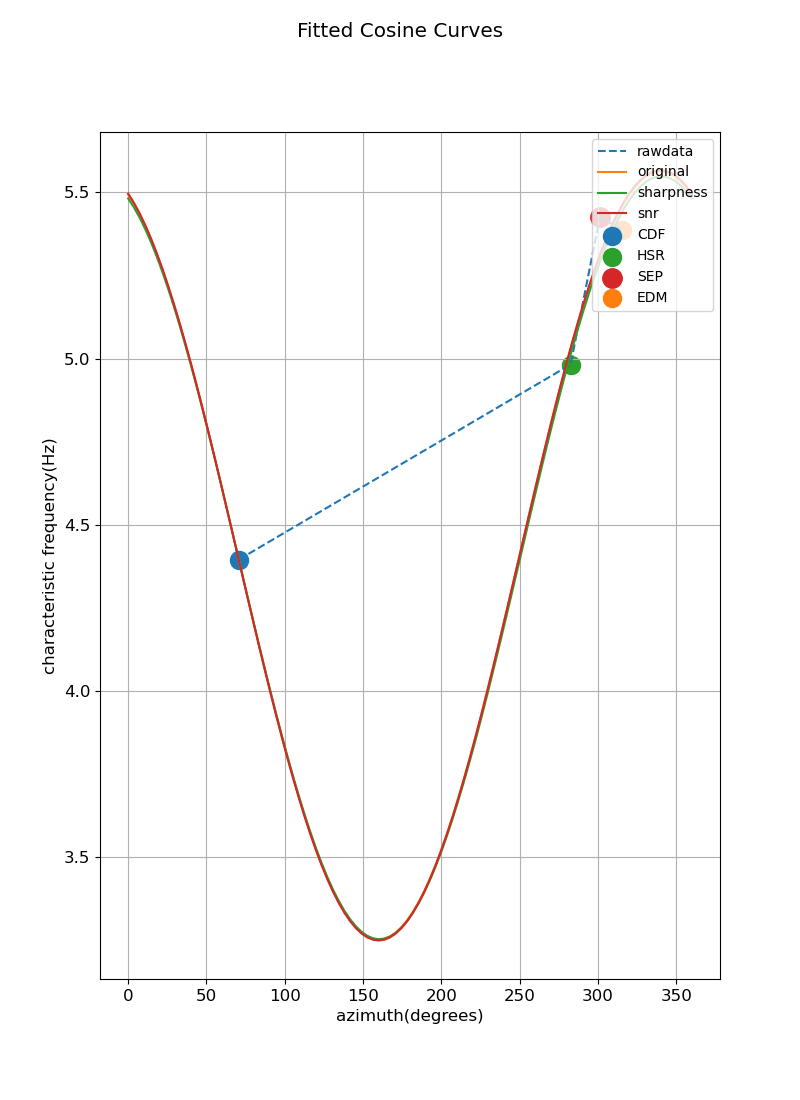 Fitted Cosine Curves
rawdata
original
sharpness
snr
CDF
HSR
SEP
EDM
5.5
5.0
4.5
4.0
3.5
characteristic frequency(Hz)
0 50 100 150 200 250 300 350
azimuth(degrees)